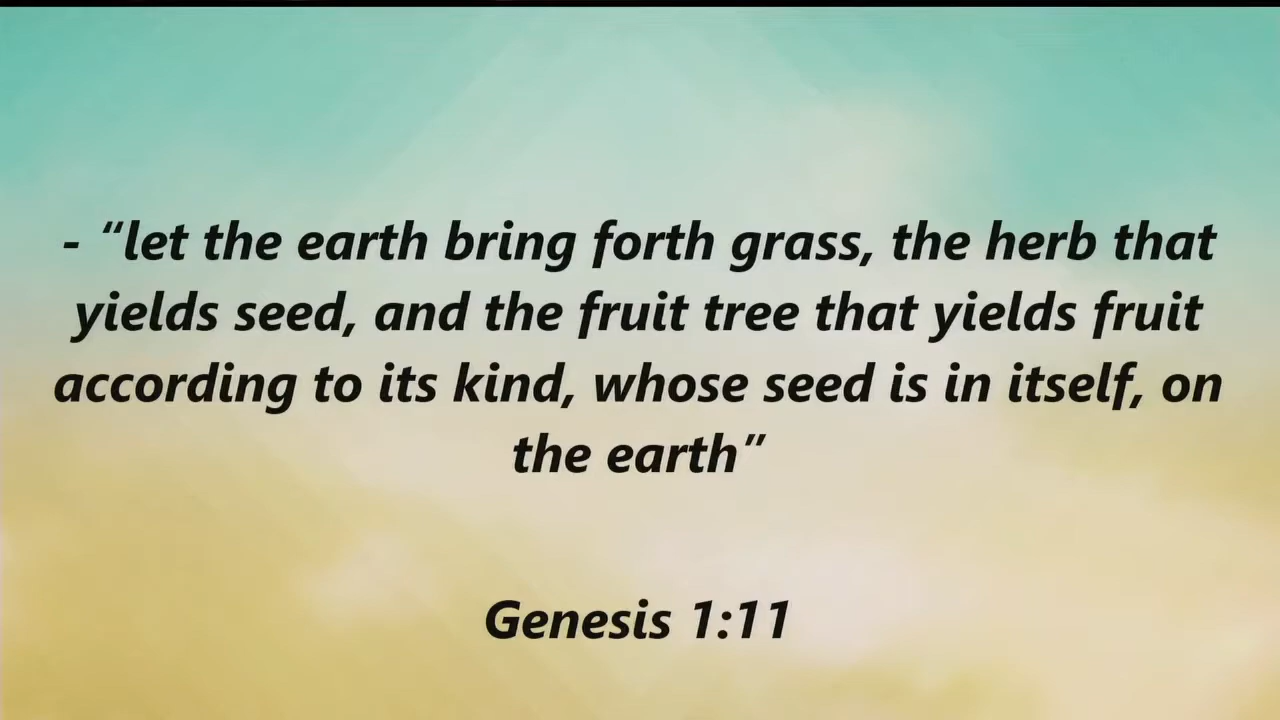 - “let the earth bring forth grass, the herb that
yields seed, and the fruit tree that yields fruit
according to its kind, whose seed is in itself, on
the earth”
Genesis 1:11